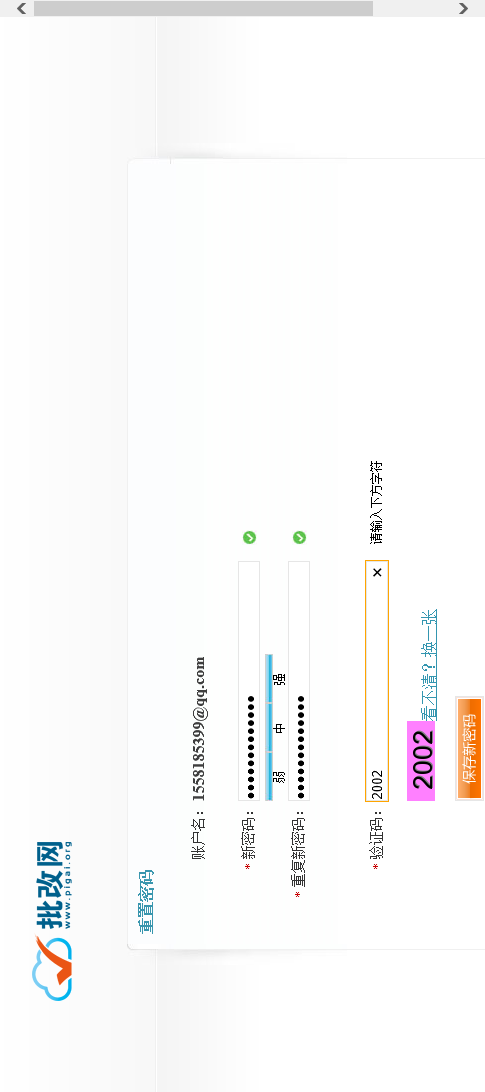 批改网
www.pigai.org
重置密码
账户名： 1558185399@qq.com
* 新密码： ●●●●●●●●●●●●●●
弱 中 强
* 重复新密码： ●●●●●●●●●●●●●●
* 验证码： 2002 × 请输入下方字符
2002 看不清？换一张
保存新密码